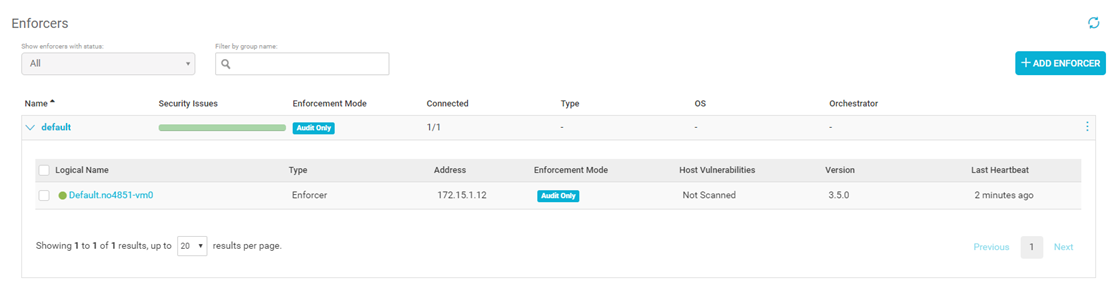 Enforcers
Show enforcers with status:
Filter by group name:
All
+ ADD ENFORCER
Name Security Issues Enforcement Mode Connected Type OS Orchestrator
default Audit Only 1/1 - - -
Logical Name Type Address Enforcement Mode Host Vulnerabilities Version Last Heartbeat
Default.no4851-vm0 Enforcer 172.15.1.12 Audit Only Not Scanned 3.5.0 2 minutes ago
Showing 1 to 1 of 1 results, up to 20 results per page. Previous 1 Next